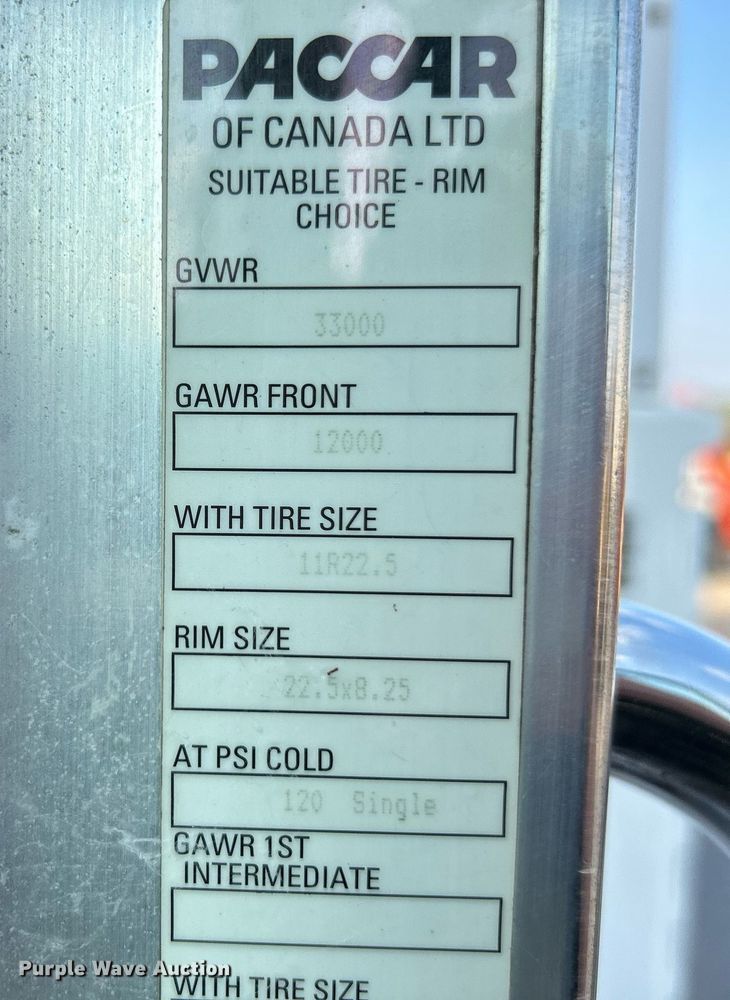 PACCAR
OF CANADA LTD
SUITABLE TIRE - RIM
CHOICE
GVWR
33000
GAWR FRONT
12000
WITH TIRE SIZE
11R22.5
RIM SIZE
22.5x8.25
AT PSI COLD
120 Single
GAWR 1ST
INTERMEDIATE
WITH TIRE SIZE
Purple Wave Auction